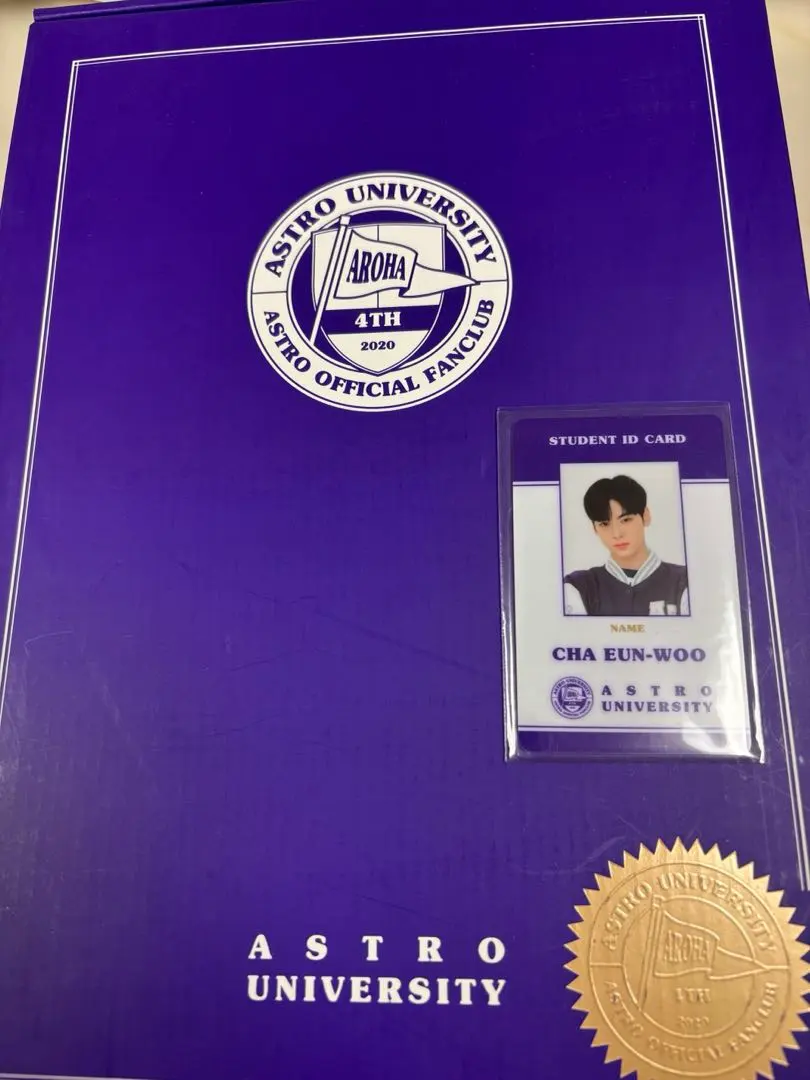 ASTRO UNIVERSITY
AROHA
4TH
2020
ASTRO OFFICIAL FANCLUB
STUDENT ID CARD
NAME
CHA EUN-WOO
ASTRO
UNIVERSITY
ASTRO
UNIVERSITY
ASTRO UNIVERSITY
AROHA
4TH
2020
ASTRO OFFICIAL FANCLUB